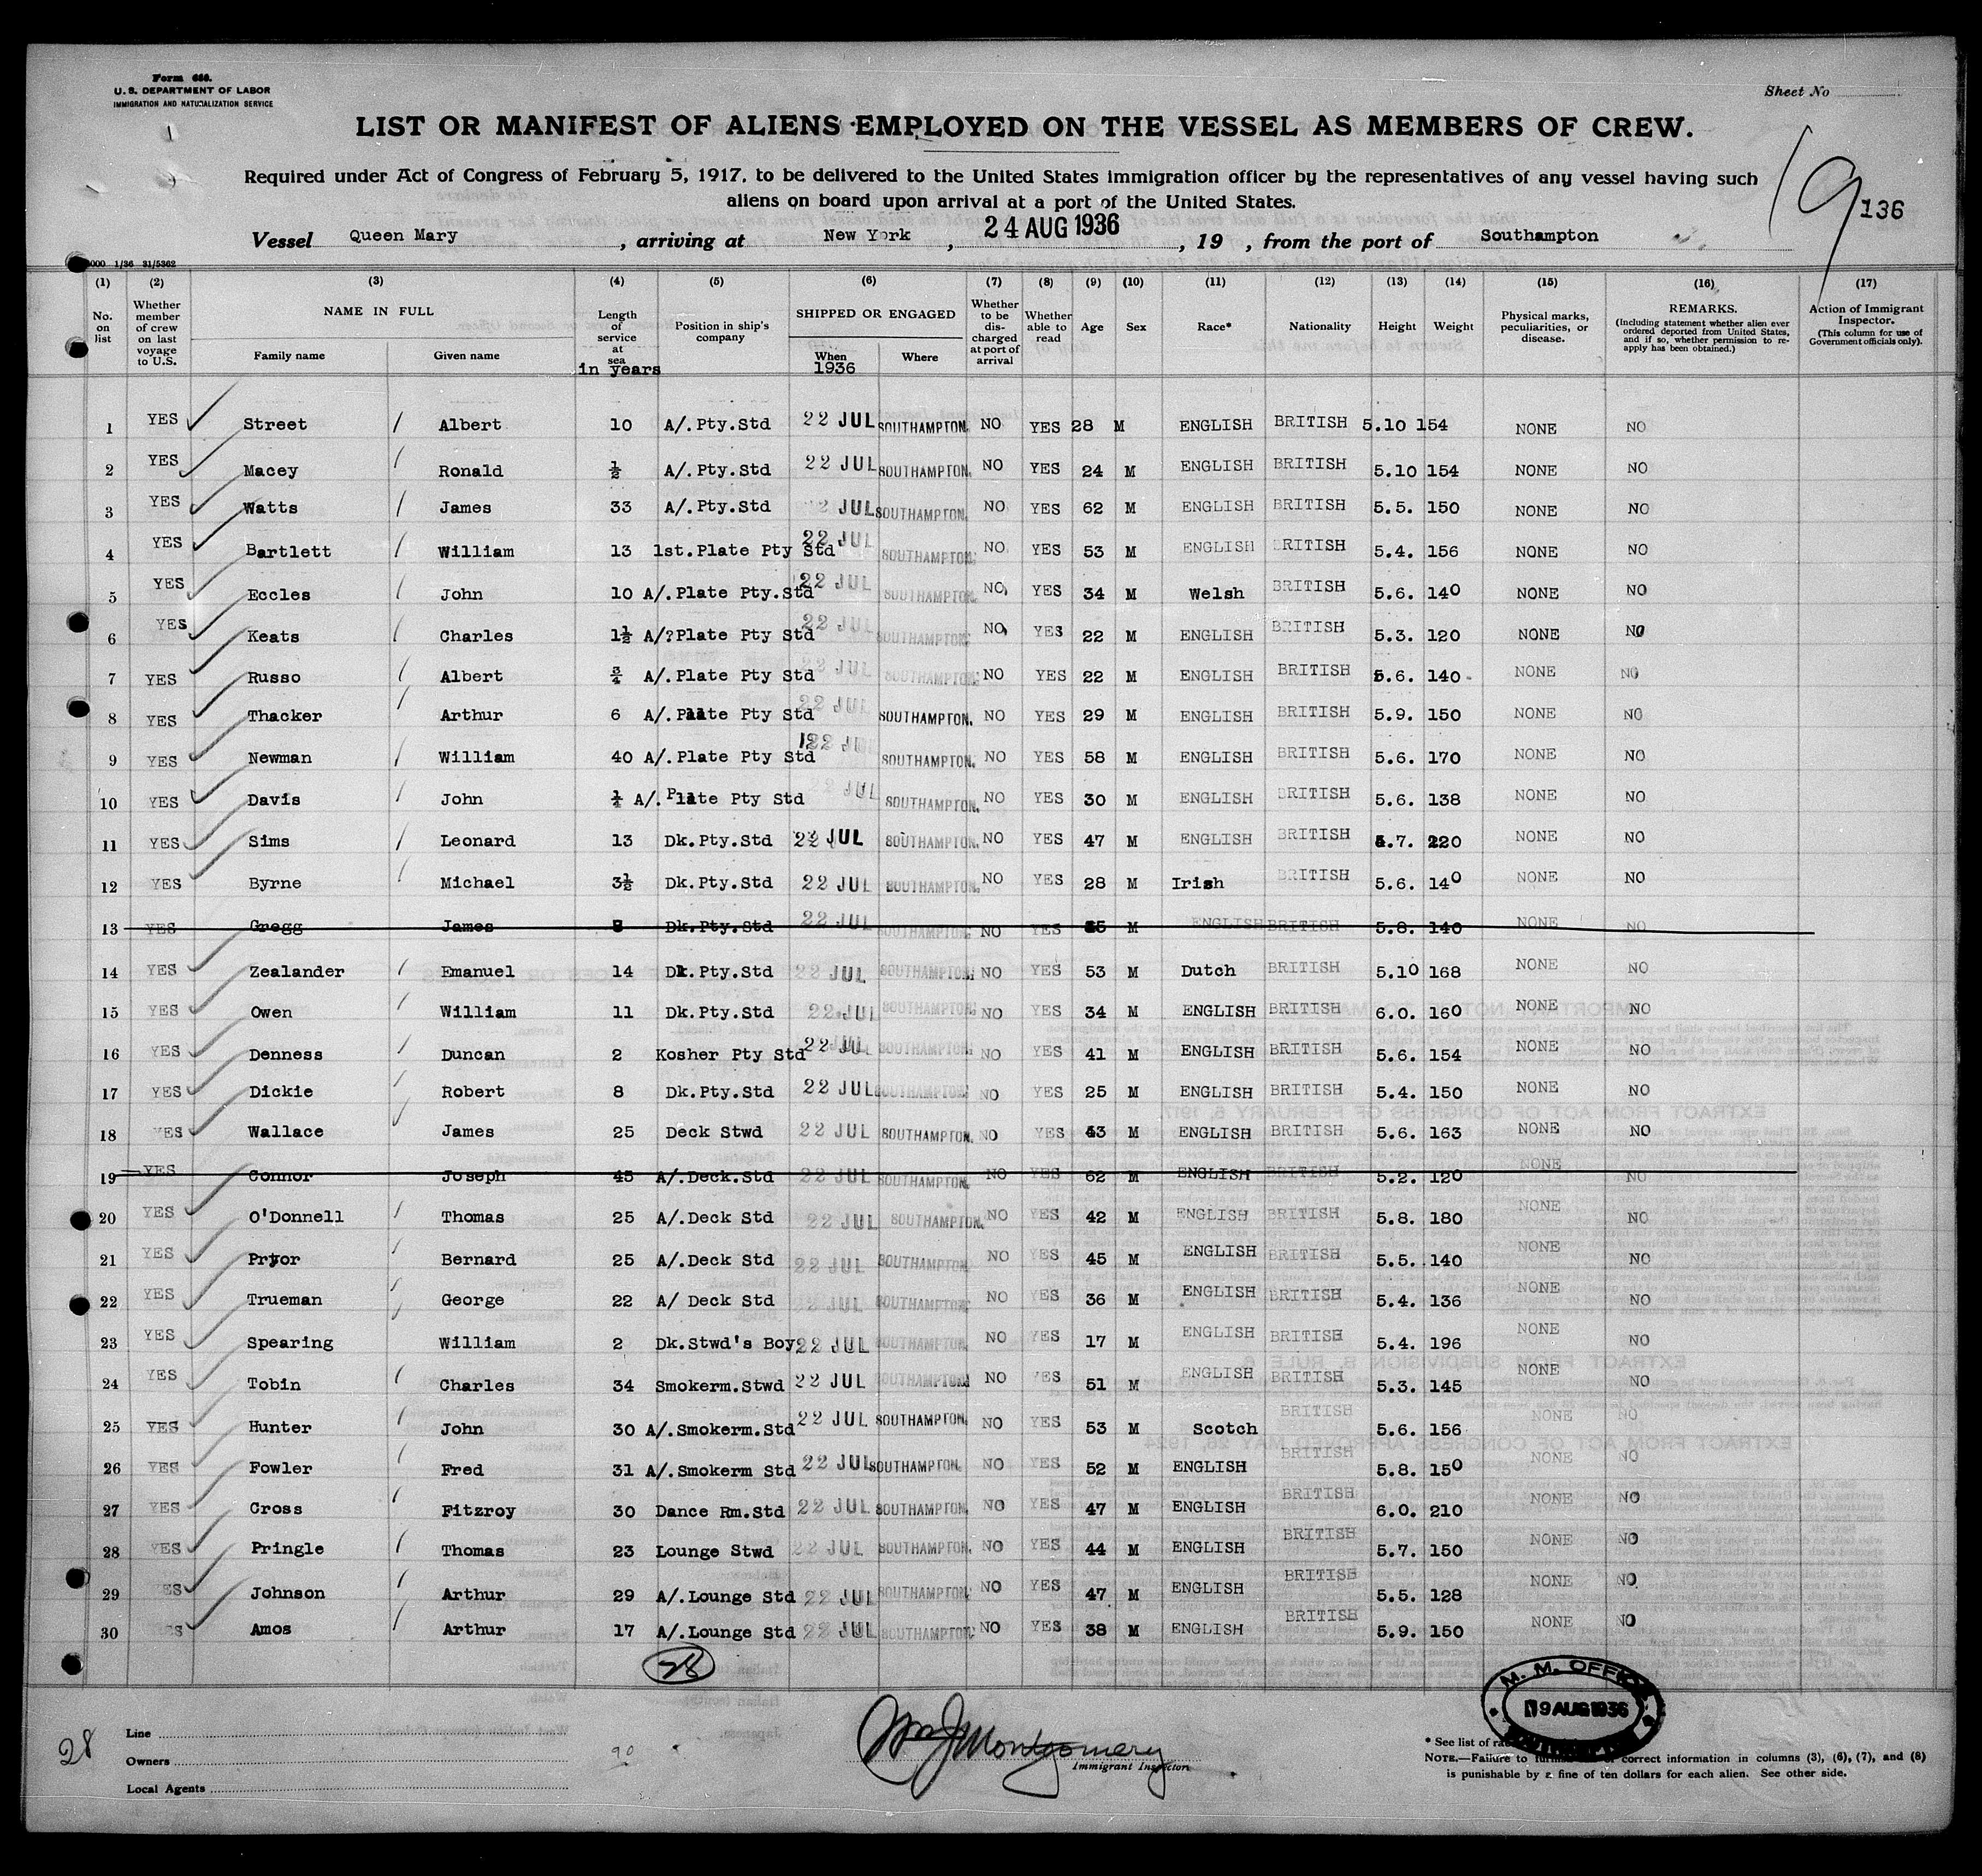 Form 680.
U. S. DEPARTMENT OF LABOR
IMMIGRATION AND NATURALIZATION SERVICE
Sheet No
LIST OR MANIFEST OF ALIENS EMPLOYED ON THE VESSEL AS MEMBERS OF CREW.
Required under Act of Congress of February 5, 1917, to be delivered to the United States immigration officer by the representatives of any vessel having such
aliens on board upon arrival at a port of the United States.
19 136
Vessel Queen Mary, arriving at New York, 24 AUG 1936, 19 , from the port of Southampton
000 1/36 31/5362
(1) (2) (3) (4) (5) (6) (7) (8) (9) (10) (11) (12) (13) (14) (15) (16) (17)
No. on list
Whether member of crew on last voyage to U.S.
NAME IN FULL
Family name Given name
Length of service at sea
in years
Position in ship's company
SHIPPED OR ENGAGED
When Where
1936
Whether to be discharged at port of arrival
Whether able to read
Age
Sex
Race*
Nationality
Height
Weight
Physical marks, peculiarities, or disease.
REMARKS.
(Including statement whether alien ever ordered deported from United States, and if so, whether permission to re-apply has been obtained.)
Action of Immigrant Inspector.
(This column for use of Government officials only).
1 YES Street Albert 10 A/.Pty.Std 22 JUL SOUTHAMPTON. NO YES 28 M ENGLISH BRITISH 5.10 154 NONE NO
2 YES Macey Ronald ½ A/.Pty.Std 22 JUL SOUTHAMPTON. NO YES 24 M ENGLISH BRITISH 5.10 154 NONE NO
3 YES Watts James 33 A/.Pty.Std 22 JUL SOUTHAMPTON. NO YES 62 M ENGLISH BRITISH 5.5. 150 NONE NO
4 YES Bartlett William 13 1st.Plate Pty Std 22 JUL SOUTHAMPTON. NO YES 53 M ENGLISH BRITISH 5.4. 156 NONE NO
5 YES Eccles John 10 A/.Plate Pty.Std 22 JUL SOUTHAMPTON. NO YES 34 M Welsh BRITISH 5.6. 140 NONE NO
6 YES Keats Charles 1½ A/?Plate Pty Std 22 JUL SOUTHAMPTON. NO YES 22 M ENGLISH BRITISH 5.3. 120 NONE NO
7 YES Russo Albert ¾ A/.Plate Pty Std 22 JUL SOUTHAMPTON. NO YES 22 M ENGLISH BRITISH 5.6. 140 NONE NO
8 YES Thacker Arthur 6 A/.Plate Pty Std 22 JUL SOUTHAMPTON. NO YES 29 M ENGLISH BRITISH 5.9. 150 NONE NO
9 YES Newman William 40 A/.Plate Pty Std 22 JUL SOUTHAMPTON. NO YES 58 M ENGLISH BRITISH 5.6. 170 NONE NO
10 YES Davis John A/.Plate Pty Std 22 JUL SOUTHAMPTON. NO YES 30 M ENGLISH BRITISH 5.6. 138 NONE NO
11 YES Sims Leonard 13 Dk.Pty.Std 22 JUL SOUTHAMPTON. NO YES 47 M ENGLISH BRITISH 5.7. 220 NONE NO
12 YES Byrne Michael 3½ Dk.Pty.Std 22 JUL SOUTHAMPTON. NO YES 28 M Irish BRITISH 5.6. 140 NONE NO
13 YES Gregg James Dk.Pty.Std 22 JUL SOUTHAMPTON. NO YES M ENGLISH BRITISH 5.8. 140 NONE NO
14 YES Zealander Emanuel 14 Dk.Pty.Std 22 JUL SOUTHAMPTON. NO YES 53 M Dutch BRITISH 5.10 168 NONE NO
15 YES Owen William 11 Dk.Pty.Std 22 JUL SOUTHAMPTON. NO YES 34 M ENGLISH BRITISH 6.0. 160 NONE NO
16 YES Denness Duncan 2 Kosher Pty Std 22 JUL SOUTHAMPTON. NO YES 41 M ENGLISH BRITISH 5.6. 154 NONE NO
17 YES Dickie Robert 8 Dk.Pty.Std 22 JUL SOUTHAMPTON. NO YES 25 M ENGLISH BRITISH 5.4. 150 NONE NO
18 YES Wallace James 25 Deck Stwd 22 JUL SOUTHAMPTON. NO YES 43 M ENGLISH BRITISH 5.6. 163 NONE NO
19 YES Connor Joseph 45 A/.Deck.Std 22 JUL SOUTHAMPTON. NO YES 62 M ENGLISH BRITISH 5.2. 120 NONE NO
20 YES O'Donnell Thomas 25 A/.Deck Std 22 JUL SOUTHAMPTON. NO YES 42 M ENGLISH BRITISH 5.8. 180 NONE NO
21 YES Pryor Bernard 25 A/.Deck Std 22 JUL SOUTHAMPTON. NO YES 45 M ENGLISH BRITISH 5.5. 140 NONE NO
22 YES Trueman George 22 A/ Deck Std 22 JUL SOUTHAMPTON. NO YES 36 M ENGLISH BRITISH 5.4. 136 NONE NO
23 YES Spearing William 2 Dk.Stwd's Boy 22 JUL SOUTHAMPTON. NO YES 17 M ENGLISH BRITISH 5.4. 196 NONE NO
24 YES Tobin Charles 34 Smokerm.Stwd 22 JUL SOUTHAMPTON. NO YES 51 M ENGLISH BRITISH 5.3. 145 NONE NO
25 YES Hunter John 30 A/.Smokerm.Std 22 JUL SOUTHAMPTON. NO YES 53 M Scotch BRITISH 5.6. 156 NONE NO
26 YES Fowler Fred 31 A/.Smokerm Std 22 JUL SOUTHAMPTON. NO YES 52 M ENGLISH BRITISH 5.8. 150 NONE NO
27 YES Cross Fitzroy 30 Dance Rm.Std 22 JUL SOUTHAMPTON. NO YES 47 M ENGLISH BRITISH 6.0. 210 NONE NO
28 YES Pringle Thomas 23 Lounge Stwd 22 JUL SOUTHAMPTON. NO YES 44 M ENGLISH BRITISH 5.7. 150 NONE NO
29 YES Johnson Arthur 29 A/.Lounge Std 22 JUL SOUTHAMPTON. NO YES 47 M ENGLISH BRITISH 5.5. 128 NONE NO
30 YES Amos Arthur 17 A/.Lounge Std 22 JUL SOUTHAMPTON. NO YES 38 M ENGLISH BRITISH 5.9. 150 NONE NO
28
28
Line
Owners
Local Agents
90
Wm J Montgomery
Immigrant Inspector.
M. M. OFFICE
19 AUG 1936
SOUTHAMPTON
* See list of
NOTE.—Failure to correct information in columns (3), (6), (7), and (8)
is punishable by a fine of ten dollars for each alien. See other side.